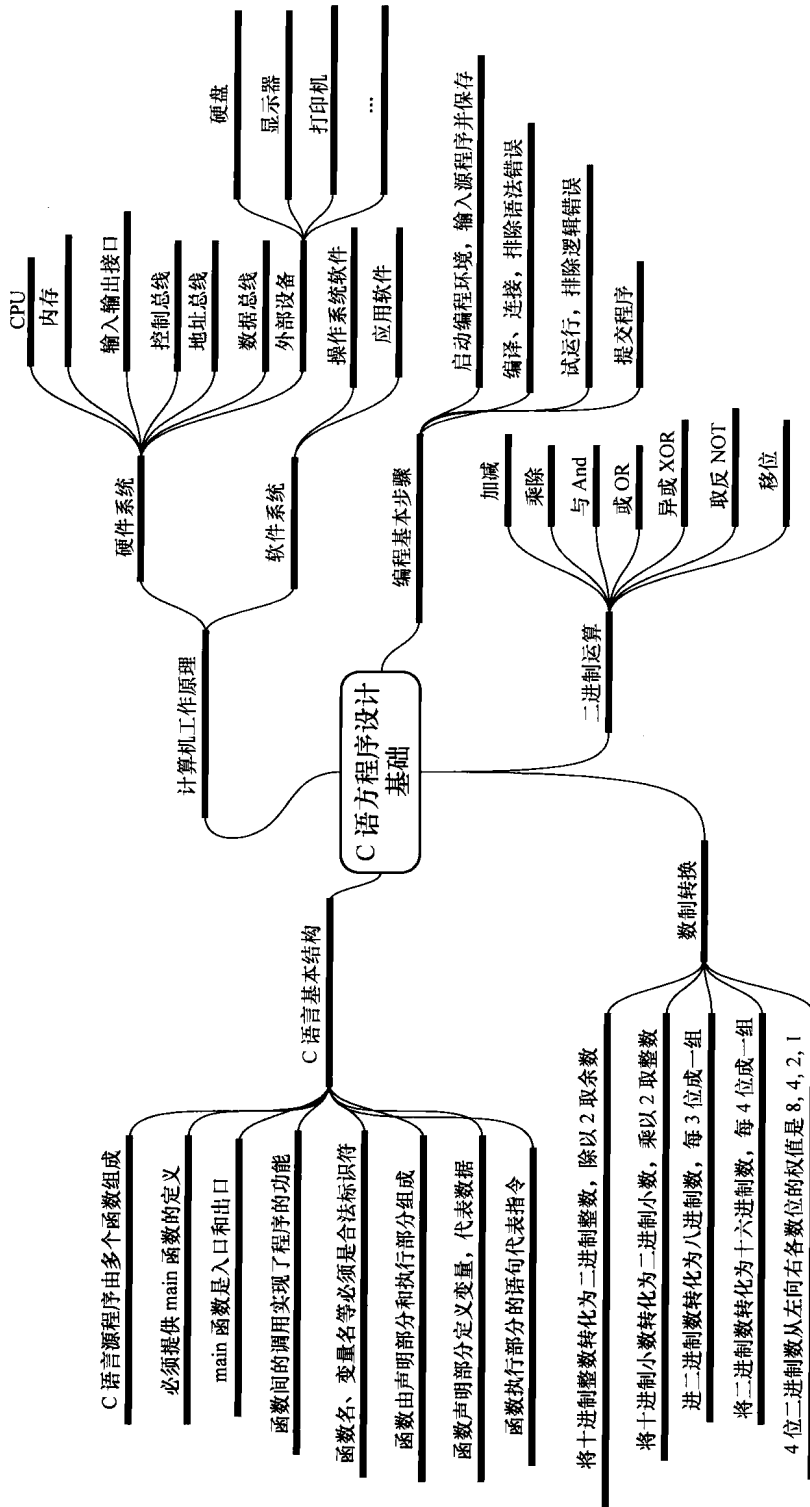 C 语方程序设计
基础
计算机工作原理
硬件系统
CPU
内存
输入输出接口
控制总线
地址总线
数据总线
外部设备
硬盘
显示器
打印机
…
软件系统
操作系统软件
应用软件
编程基本步骤
启动编程环境，输入源程序并保存
编译、连接，排除语法错误
试运行，排除逻辑错误
提交程序
二进制运算
加减
乘除
与 And
或 OR
异或 XOR
取反 NOT
移位
C 语言基本结构
C 语言源程序由多个函数组成
必须提供 main 函数的定义
main 函数是入口和出口
函数间的调用实现了程序的功能
函数名、变量名等必须是合法标识符
函数由声明部分和执行部分组成
函数声明部分定义变量，代表数据
函数执行部分的语句代表指令
数制转换
将十进制整数转化为二进制整数，除以 2 取余数
将十进制小数转化为二进制小数，乘以 2 取整数
进二进制数转化为八进制数，每 3 位成一组
将二进制数转化为十六进制数，每 4 位成一组
4 位二进制数从左向右各数位的权值是 8, 4, 2, 1